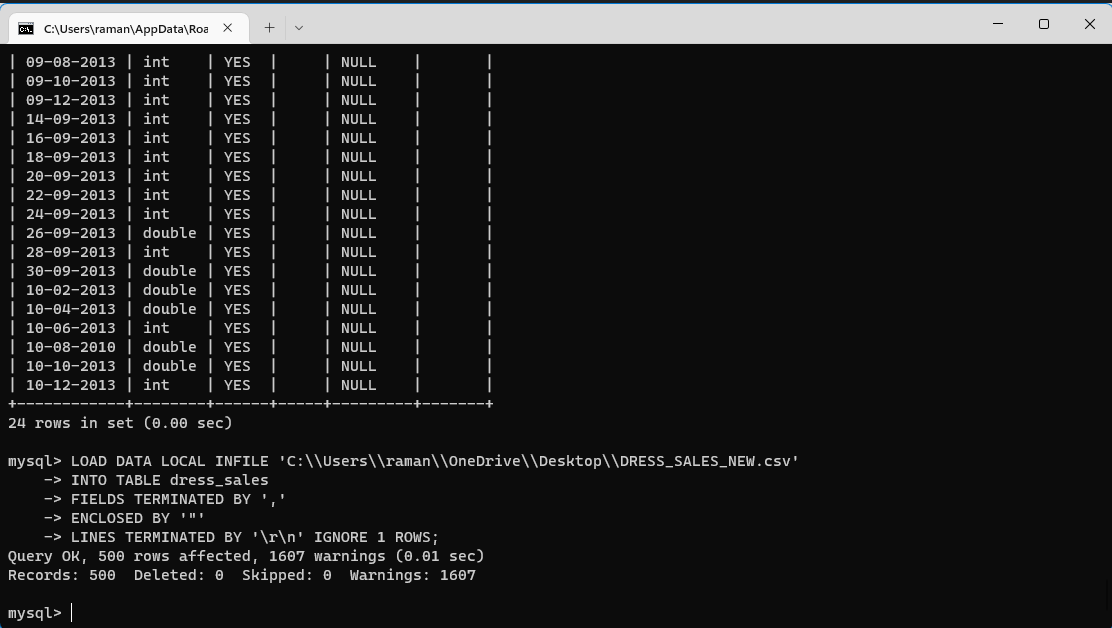 C:\Users\raman\AppData\Roa
| 09-08-2013 | int    | YES  |     | NULL    |       |
| 09-10-2013 | int    | YES  |     | NULL    |       |
| 09-12-2013 | int    | YES  |     | NULL    |       |
| 14-09-2013 | int    | YES  |     | NULL    |       |
| 16-09-2013 | int    | YES  |     | NULL    |       |
| 18-09-2013 | int    | YES  |     | NULL    |       |
| 20-09-2013 | int    | YES  |     | NULL    |       |
| 22-09-2013 | int    | YES  |     | NULL    |       |
| 24-09-2013 | int    | YES  |     | NULL    |       |
| 26-09-2013 | double | YES  |     | NULL    |       |
| 28-09-2013 | int    | YES  |     | NULL    |       |
| 30-09-2013 | double | YES  |     | NULL    |       |
| 10-02-2013 | double | YES  |     | NULL    |       |
| 10-04-2013 | double | YES  |     | NULL    |       |
| 10-06-2013 | int    | YES  |     | NULL    |       |
| 10-08-2010 | double | YES  |     | NULL    |       |
| 10-10-2013 | double | YES  |     | NULL    |       |
| 10-12-2013 | int    | YES  |     | NULL    |       |
+------------+--------+------+-----+---------+-------+
24 rows in set (0.00 sec)
mysql> LOAD DATA LOCAL INFILE 'C:\\Users\\raman\\OneDrive\\Desktop\\DRESS_SALES_NEW.csv'
    -> INTO TABLE dress_sales
    -> FIELDS TERMINATED BY ','
    -> ENCLOSED BY '"'
    -> LINES TERMINATED BY '\r\n' IGNORE 1 ROWS;
Query OK, 500 rows affected, 1607 warnings (0.01 sec)
Records: 500  Deleted: 0  Skipped: 0  Warnings: 1607
mysql>